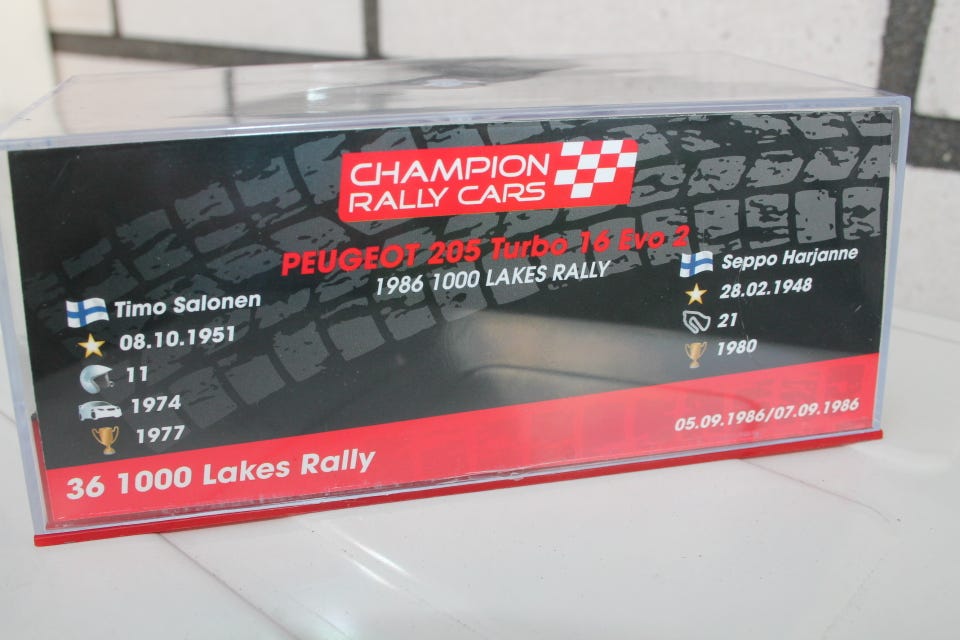 CHAMPION
RALLY CARS
PEUGEOT 205 Turbo 16 Evo 2
1986 1000 LAKES RALLY
Timo Salonen
08.10.1951
11
1974
1977
Seppo Harjanne
28.02.1948
21
1980
05.09.1986/07.09.1986
36 1000 Lakes Rally